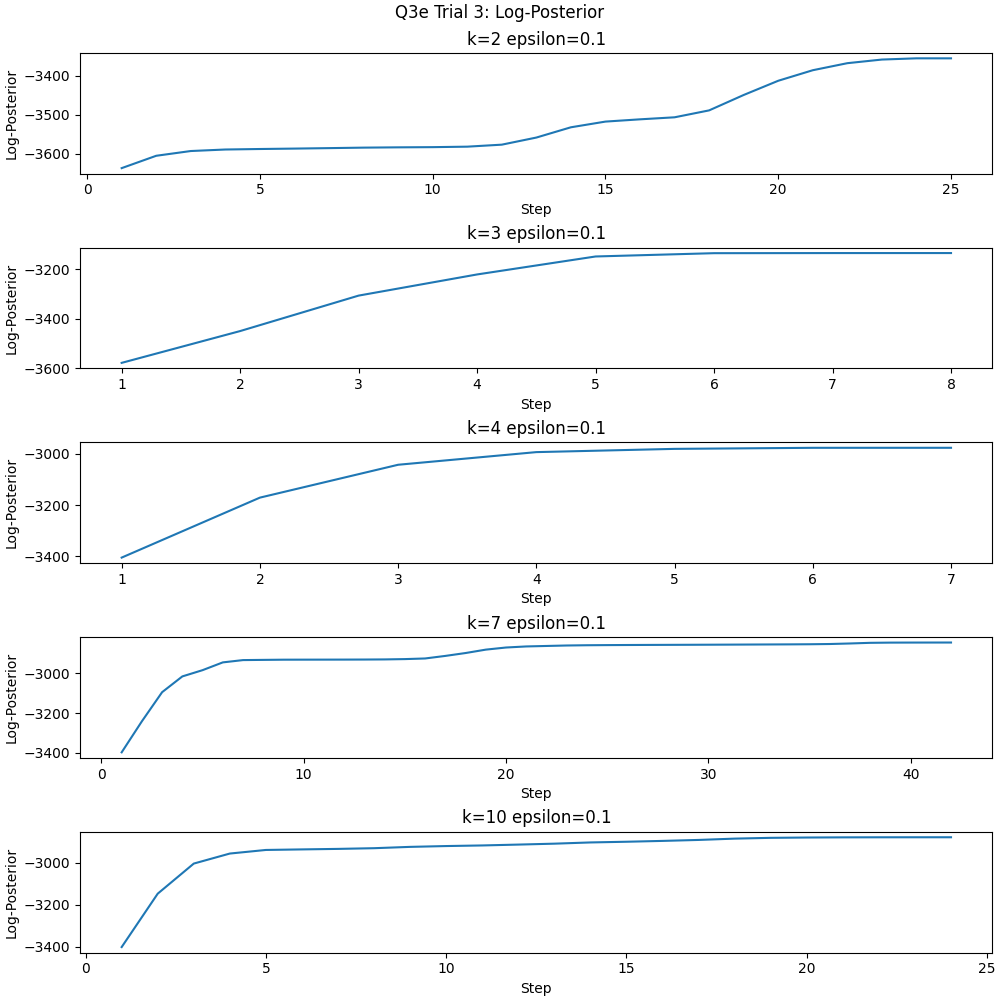 Q3e Trial 3: Log-Posterior
k=2 epsilon=0.1
Log-Posterior
−3400
−3500
−3600
0 5 10 15 20 25
Step
k=3 epsilon=0.1
Log-Posterior
−3200
−3400
−3600
1 2 3 4 5 6 7 8
Step
k=4 epsilon=0.1
Log-Posterior
−3000
−3200
−3400
1 2 3 4 5 6 7
Step
k=7 epsilon=0.1
Log-Posterior
−3000
−3200
−3400
0 10 20 30 40
Step
k=10 epsilon=0.1
Log-Posterior
−3000
−3200
−3400
0 5 10 15 20 25
Step